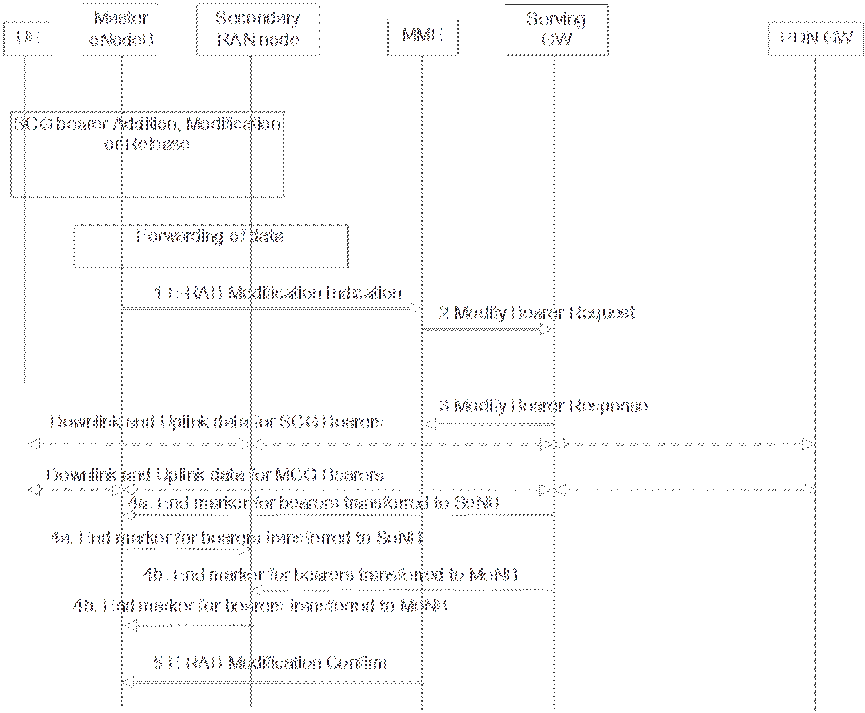 UE
Master
eNodeB
Secondary
RAN node
MME
Serving
GW
PDN GW
SCG bearer Addition, Modification
or Release
Forwarding of data
1 E-RAB Modification Indication
2 Modify Bearer Request
3 Modify Bearer Response
Downlink and Uplink data for SCG Bearers
Downlink and Uplink data for MCG Bearers
4a. End marker for bearers transferred to SeNB
4a. End marker for bearers transferred to SeNB
4b. End marker for bearers transferred to MeNB
4b. End marker for bearers transferred to MeNB
5 E-RAB Modification Confirm